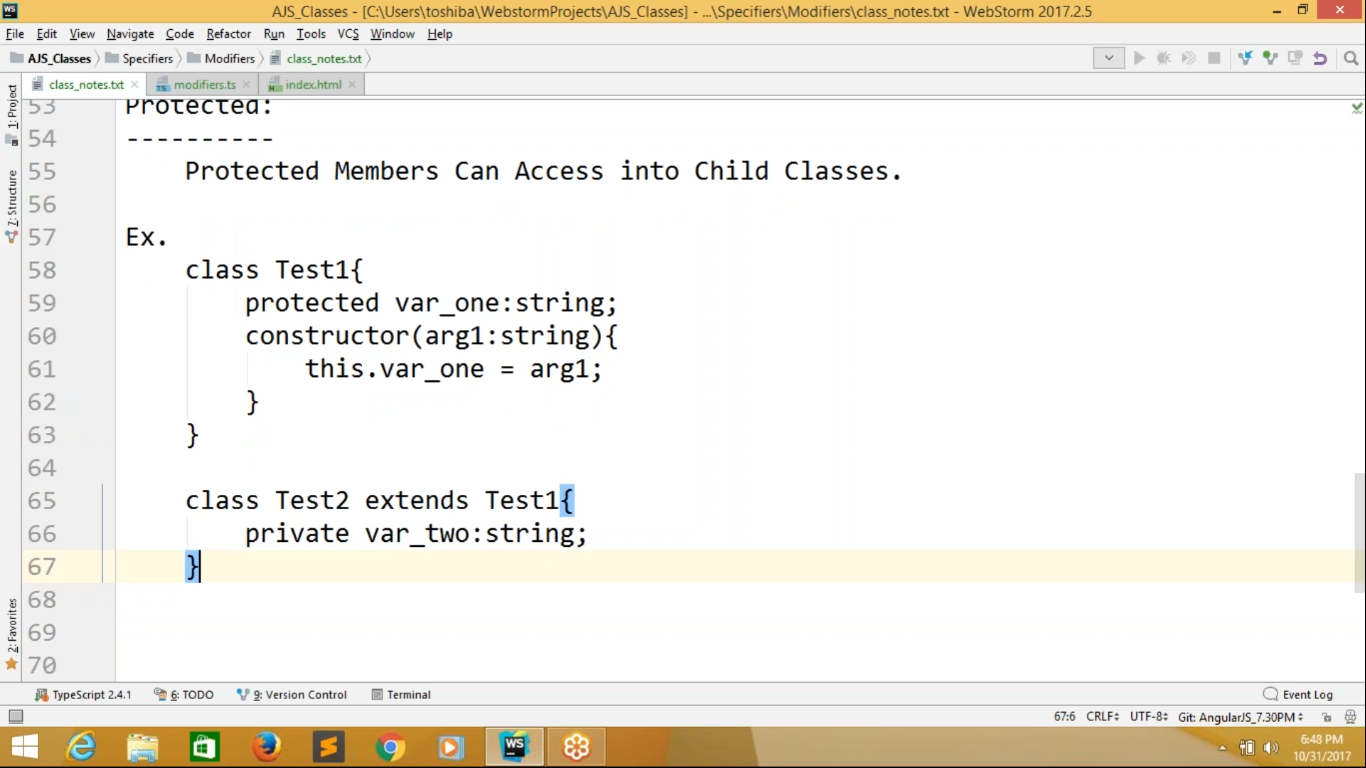 AJS_Classes - [C:\Users\toshiba\WebstormProjects\AJS_Classes] - ...\Specifiers\Modifiers\class_notes.txt - WebStorm 2017.2.5
File Edit View Navigate Code Refactor Run Tools VCS Window Help
AJS_Classes Specifiers Modifiers class_notes.txt
class_notes.txt modifiers.ts index.html
1: Project
7: Structure
2: Favorites
53 Protected:
54 ----------
55 Protected Members Can Access into Child Classes.
56
57 Ex.
58 class Test1{
59 protected var_one:string;
60 constructor(arg1:string){
61 this.var_one = arg1;
62 }
63 }
64
65 class Test2 extends Test1{
66 private var_two:string;
67 }
68
69
70
TypeScript 2.4.1 6: TODO 9: Version Control Terminal Event Log
67:6 CRLF UTF-8 Git: AngularJS_7.30PM
WS
6:48 PM
10/31/2017